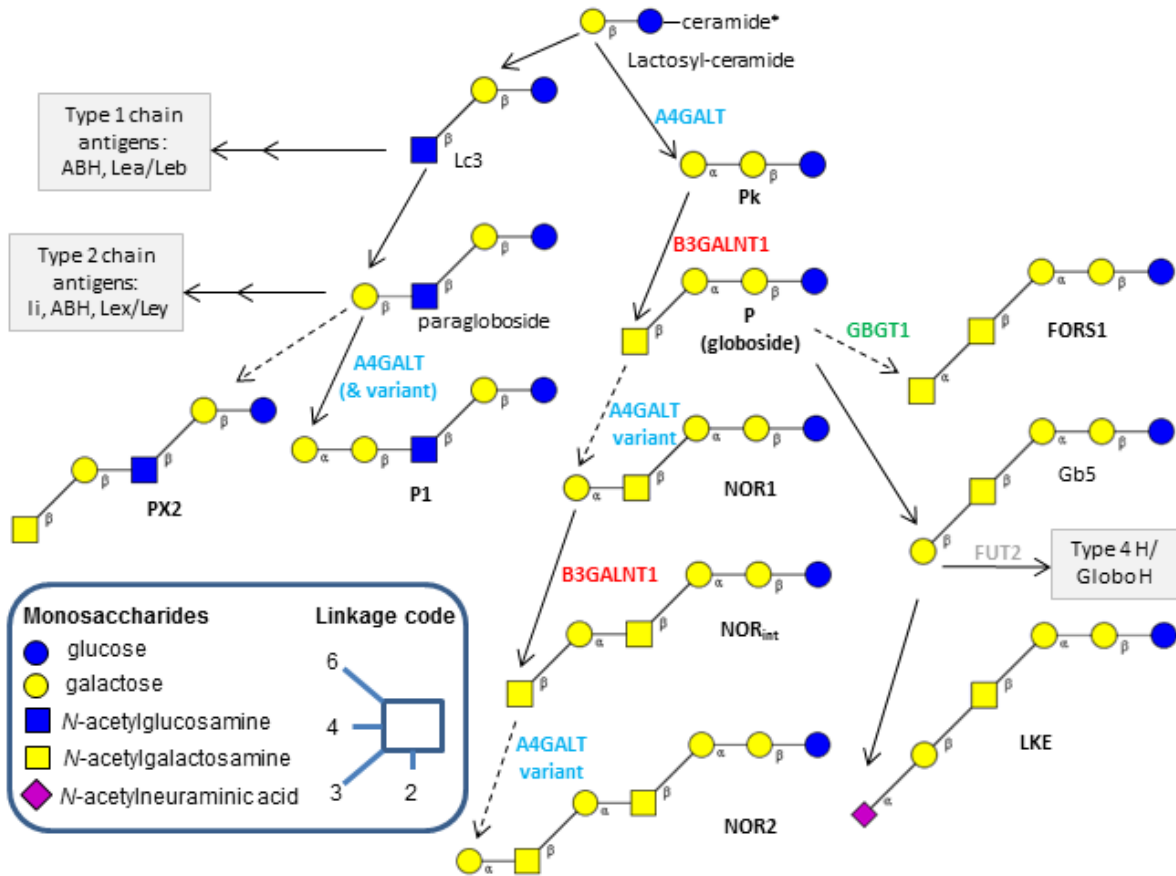 β
ceramide*
Lactosyl-ceramide
β
β
Lc3
Type 1 chain
antigens:
ABH, Lea/Leb
A4GALT
α
β
Pk
B3GALNT1
Type 2 chain
antigens:
Ii, ABH, Lex/Ley
β
β
β
paragloboside
α
β
β
P
(globoside)
GBGT1
α
β
β
α
FORS1
A4GALT
(& variant)
β
β
β
β
PX2
β
β
β
α
P1
A4GALT
variant
α
β
β
α
NOR1
α
β
β
β
Gb5
FUT2
Type 4 H/
Globo H
B3GALNT1
α
β
β
α
β
NORint
α
β
β
β
α
LKE
A4GALT
variant
α
β
β
α
β
α
NOR2
Monosaccharides
glucose
galactose
N-acetylglucosamine
N-acetylgalactosamine
N-acetylneuraminic acid
Linkage code
6
4
3
2